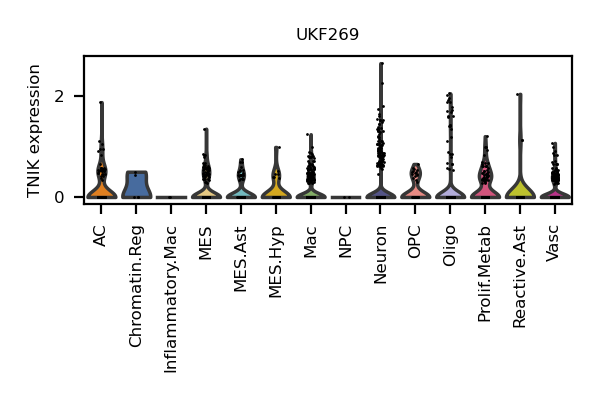 UKF269
TNIK expression
2
0
AC
Chromatin.Reg
Inflammatory.Mac
MES
MES.Ast
MES.Hyp
Mac
NPC
Neuron
OPC
Oligo
Prolif.Metab
Reactive.Ast
Vasc